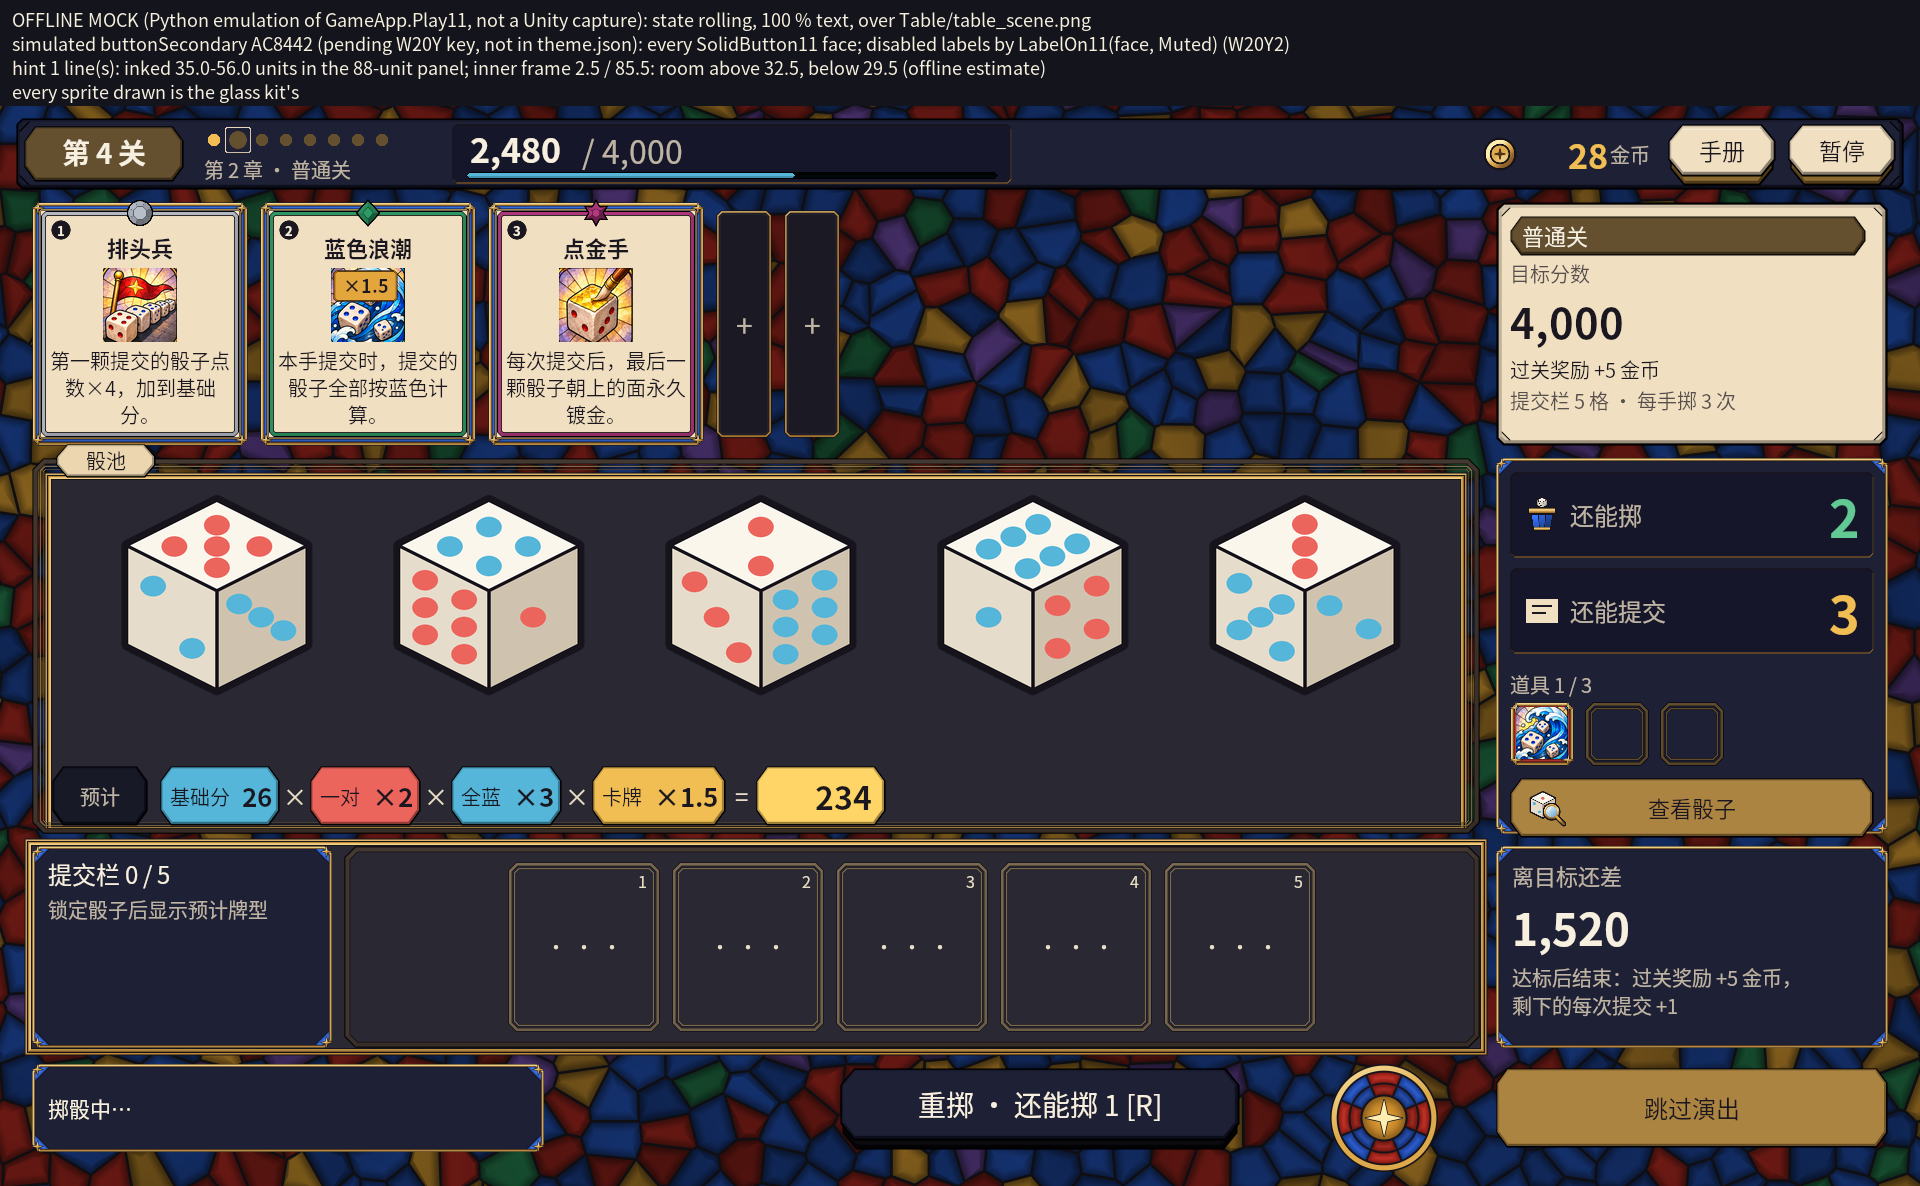 OFFLINE MOCK (Python emulation of GameApp.Play11, not a Unity capture): state rolling, 100 % text, over Table/table_scene.png
simulated buttonSecondary AC8442 (pending W20Y key, not in theme.json): every SolidButton11 face; disabled labels by LabelOn11(face, Muted) (W20Y2)
hint 1 line(s): inked 35.0-56.0 units in the 88-unit panel; inner frame 2.5 / 85.5: room above 32.5, below 29.5 (offline estimate)
every sprite drawn is the glass kit's
第 4 关
第 2 章 · 普通关
2,480 / 4,000
28 金币
手册
暂停
1
排头兵
第一颗提交的骰子点
数×4，加到基础
分。
2
蓝色浪潮
×1.5
本手提交时，提交的
骰子全部按蓝色计
算。
3
点金手
每次提交后，最后一
颗骰子朝上的面永久
镀金。
+
+
普通关
目标分数
4,000
过关奖励 +5 金币
提交栏 5 格 · 每手掷 3 次
骰池
还能掷 2
还能提交 3
道具 1 / 3
查看骰子
预计 基础分 26 × 一对 ×2 × 全蓝 ×3 × 卡牌 ×1.5 = 234
提交栏 0 / 5
锁定骰子后显示预计牌型
1
2
3
4
5
· · ·
· · ·
· · ·
· · ·
· · ·
离目标还差
1,520
达标后结束：过关奖励 +5 金币，
剩下的每次提交 +1
掷骰中…
重掷 · 还能掷 1 [R]
跳过演出